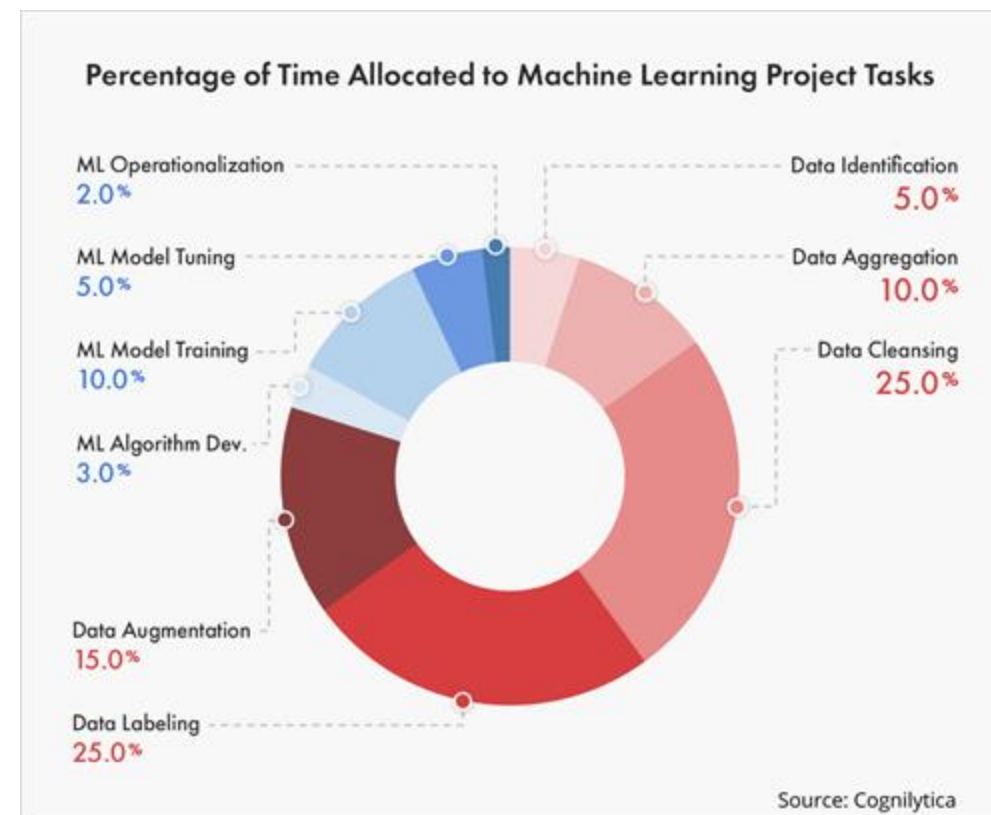 Percentage of Time Allocated to Machine Learning Project Tasks
ML Operationalization
2.0%
ML Model Tuning
5.0%
ML Model Training
10.0%
ML Algorithm Dev.
3.0%
Data Augmentation
15.0%
Data Labeling
25.0%
Data Identification
5.0%
Data Aggregation
10.0%
Data Cleansing
25.0%
Source: Cognilytica